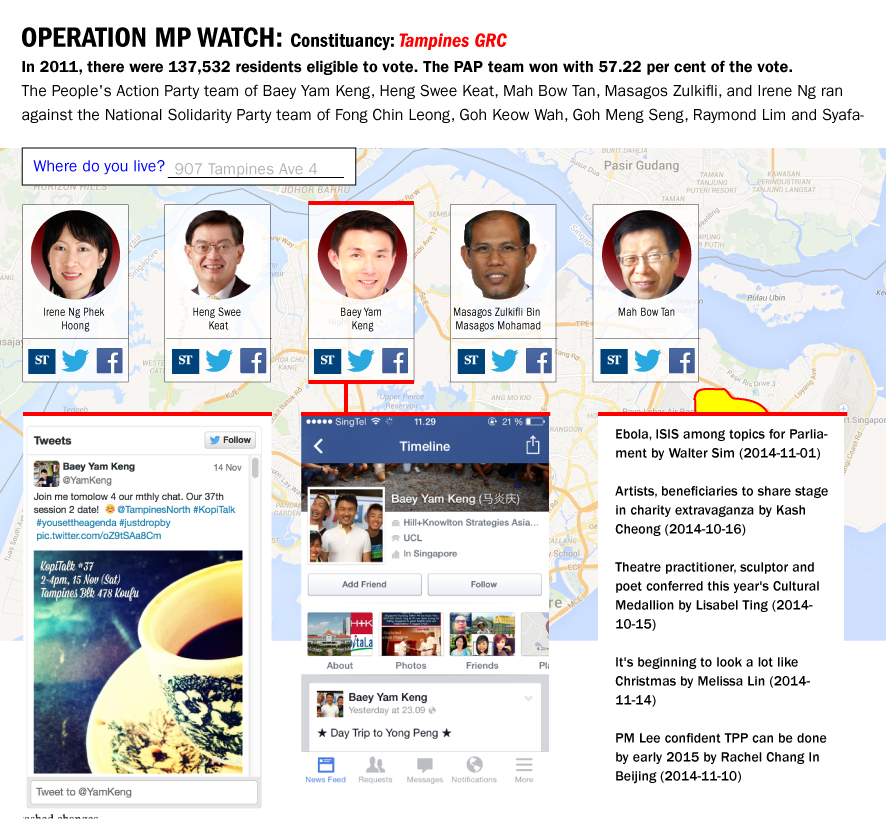 OPERATION MP WATCH: Constituancy: Tampines GRC
In 2011, there were 137,532 residents eligible to vote. The PAP team won with 57.22 per cent of the vote.
The People's Action Party team of Baey Yam Keng, Heng Swee Keat, Mah Bow Tan, Masagos Zulkifli, and Irene Ng ran
against the National Solidarity Party team of Fong Chin Leong, Goh Keow Wah, Goh Meng Seng, Raymond Lim and Syafa-
Where do you live? 907 Tampines Ave 4
JOHOR BAHRU
Pasir Gudang
Pulau Ubin
Irene Ng Phek
Hoong
Heng Swee
Keat
Baey Yam
Keng
Masagos Zulkifli Bin
Masagos Mohamad
Mah Bow Tan
ST
ST
ST
ST
ST
Upper Peirce
Reservoir
ANG MO KIO
Pasir Ris Drive 3
Tweets
Follow
Baey Yam Keng
@YamKeng
14 Nov
Join me tomolow 4 our mthly chat. Our 37th
session 2 date! @TampinesNorth #KopiTalk
#yousettheagenda #justdropby
pic.twitter.com/oZ9tSAa8Cm
KopiTalk #37
2-4pm, 15 Nov (Sat)
Tampines Blk 478 Koufu
Tweet to @YamKeng
SingTel 11.29 21 %
Timeline
Baey Yam Keng (马炎庆)
Hill+Knowlton Strategies Asia...
UCL
In Singapore
Add Friend
Follow
About
Photos
Friends
Baey Yam Keng
Yesterday at 23.09
★ Day Trip to Yong Peng ★
News Feed
Requests
Messages
Notifications
More
Ebola, ISIS among topics for Parlia-
ment by Walter Sim (2014-11-01)
Artists, beneficiaries to share stage
in charity extravaganza by Kash
Cheong (2014-10-16)
Theatre practitioner, sculptor and
poet conferred this year's Cultural
Medallion by Lisabel Ting (2014-
10-15)
It's beginning to look a lot like
Christmas by Melissa Lin (2014-
11-14)
PM Lee confident TPP can be done
by early 2015 by Rachel Chang In
Beijing (2014-11-10)